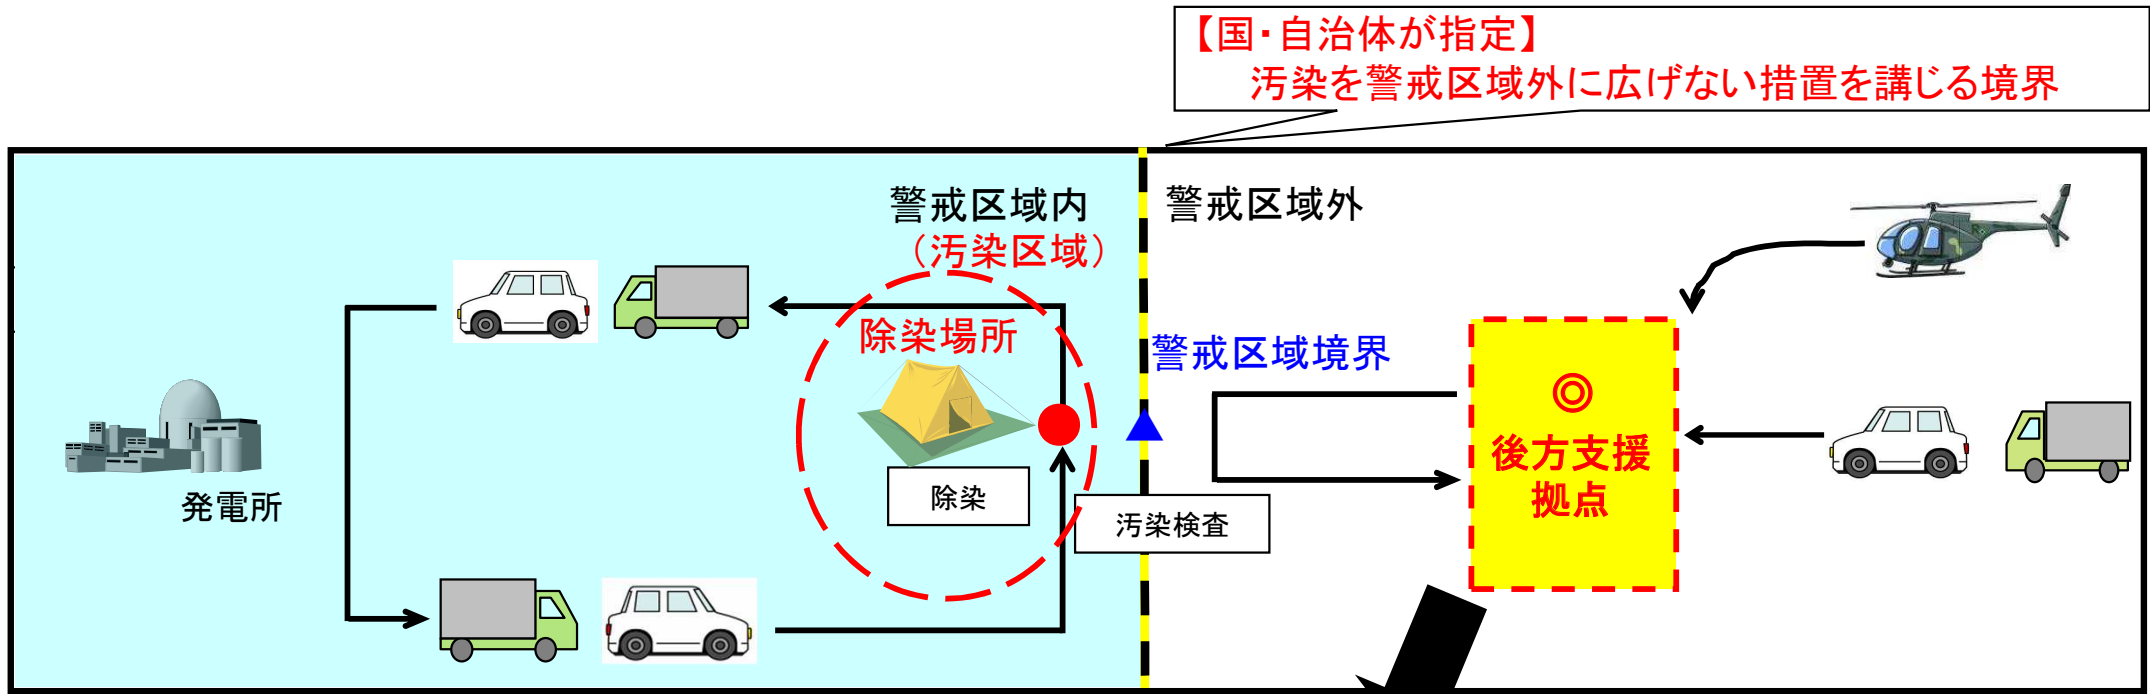 【国・自治体が指定】
汚染を警戒区域外に広げない措置を講じる境界
警戒区域内
（汚染区域）
警戒区域外
除染場所
警戒区域境界
◎
後方支援
拠点
発電所
除染
汚染検査